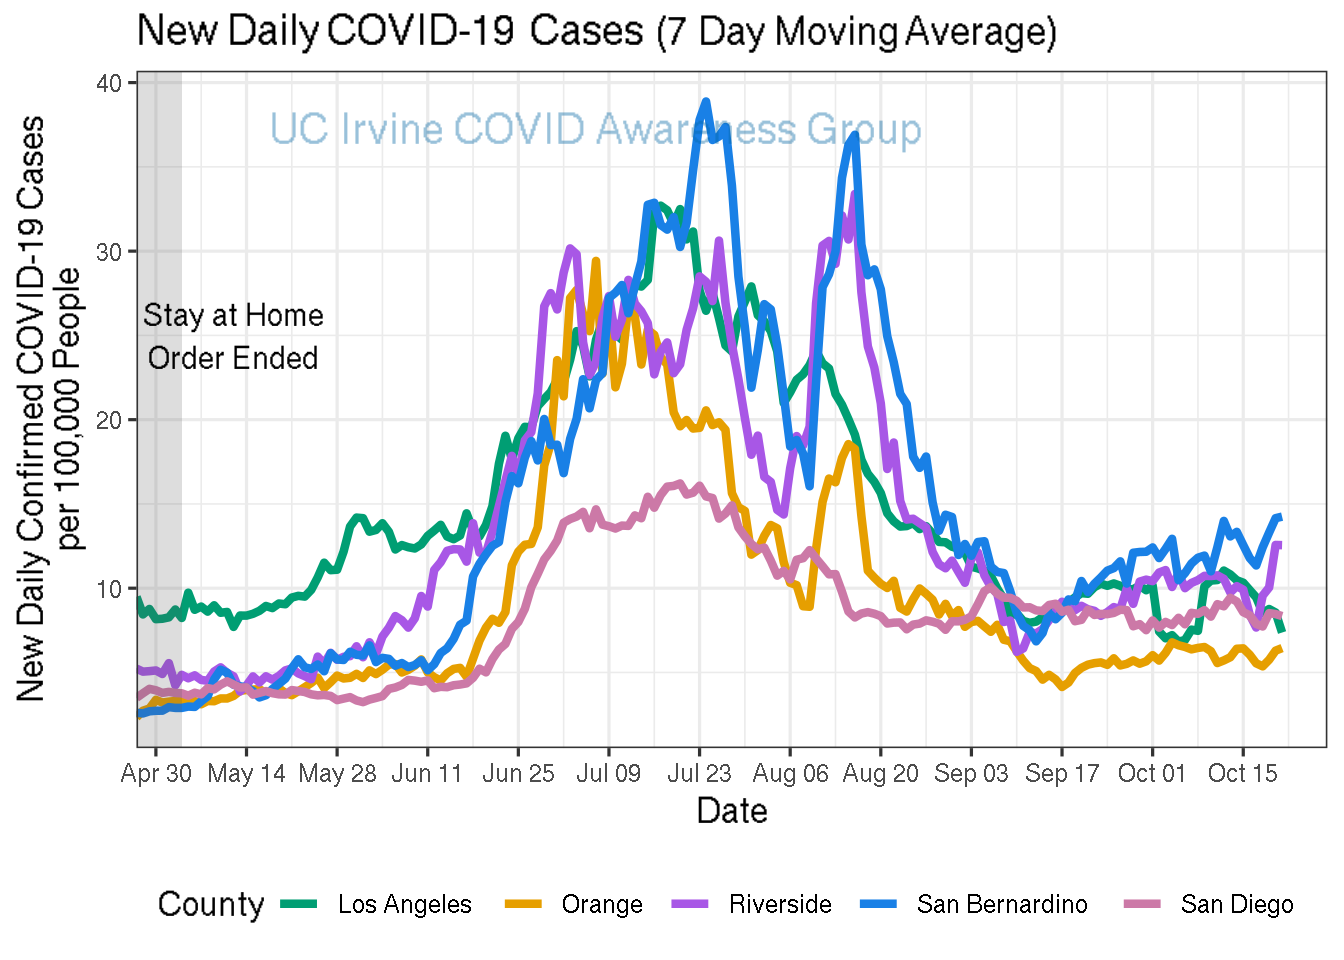 New Daily COVID-19 Cases (7 Day Moving Average)
UC Irvine COVID Awareness Group
New Daily Confirmed COVID-19 Cases
per 100,000 People
40
30
20
10
Stay at Home
Order Ended
Apr 30 May 14 May 28 Jun 11 Jun 25 Jul 09 Jul 23 Aug 06 Aug 20 Sep 03 Sep 17 Oct 01 Oct 15
Date
County Los Angeles Orange Riverside San Bernardino San Diego